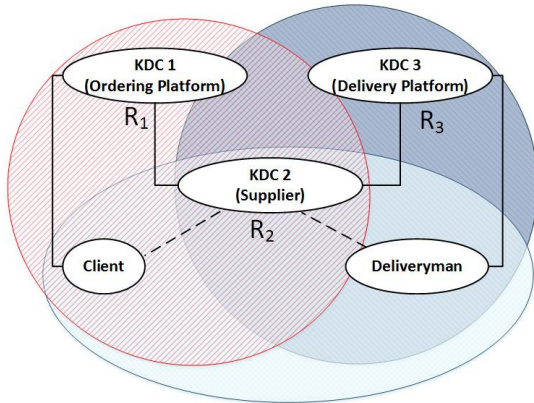 KDC 1
(Ordering Platform)
KDC 3
(Delivery Platform)
R1
R3
KDC 2
(Supplier)
R2
Client
Deliveryman